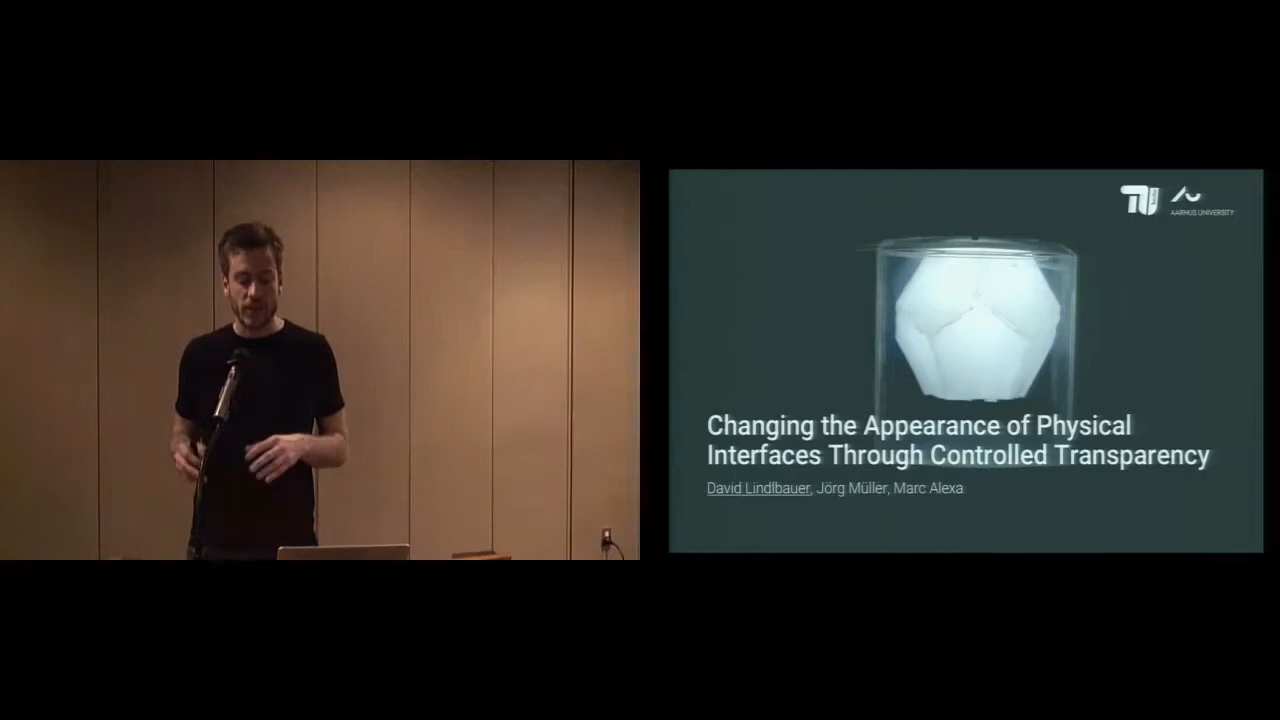 AARHUS UNIVERSITY
Changing the Appearance of Physical
Interfaces Through Controlled Transparency
David Lindlbauer, Jörg Müller, Marc Alexa